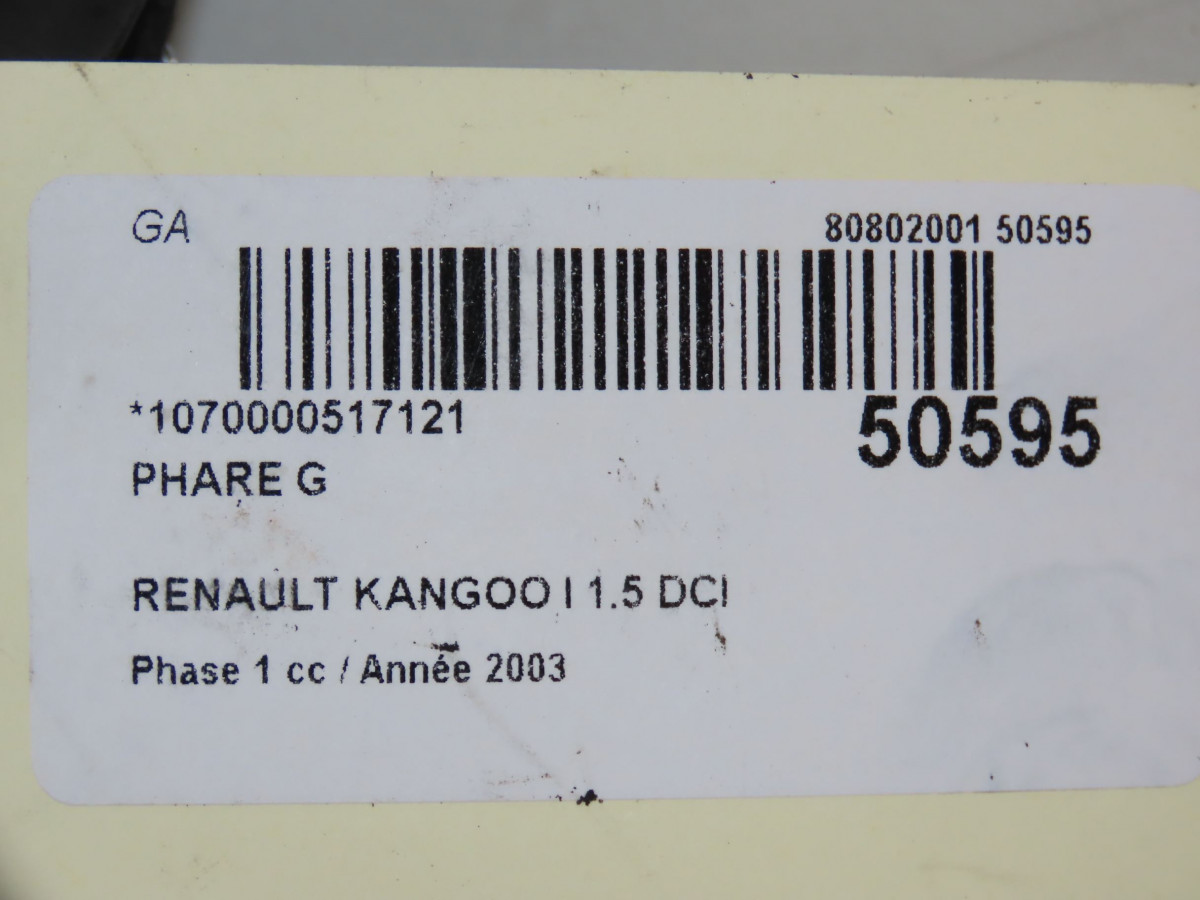 GA
80802001 50595
*1070000517121
50595
PHARE G
RENAULT KANGOO I 1.5 DCI
Phase 1 cc / Année 2003